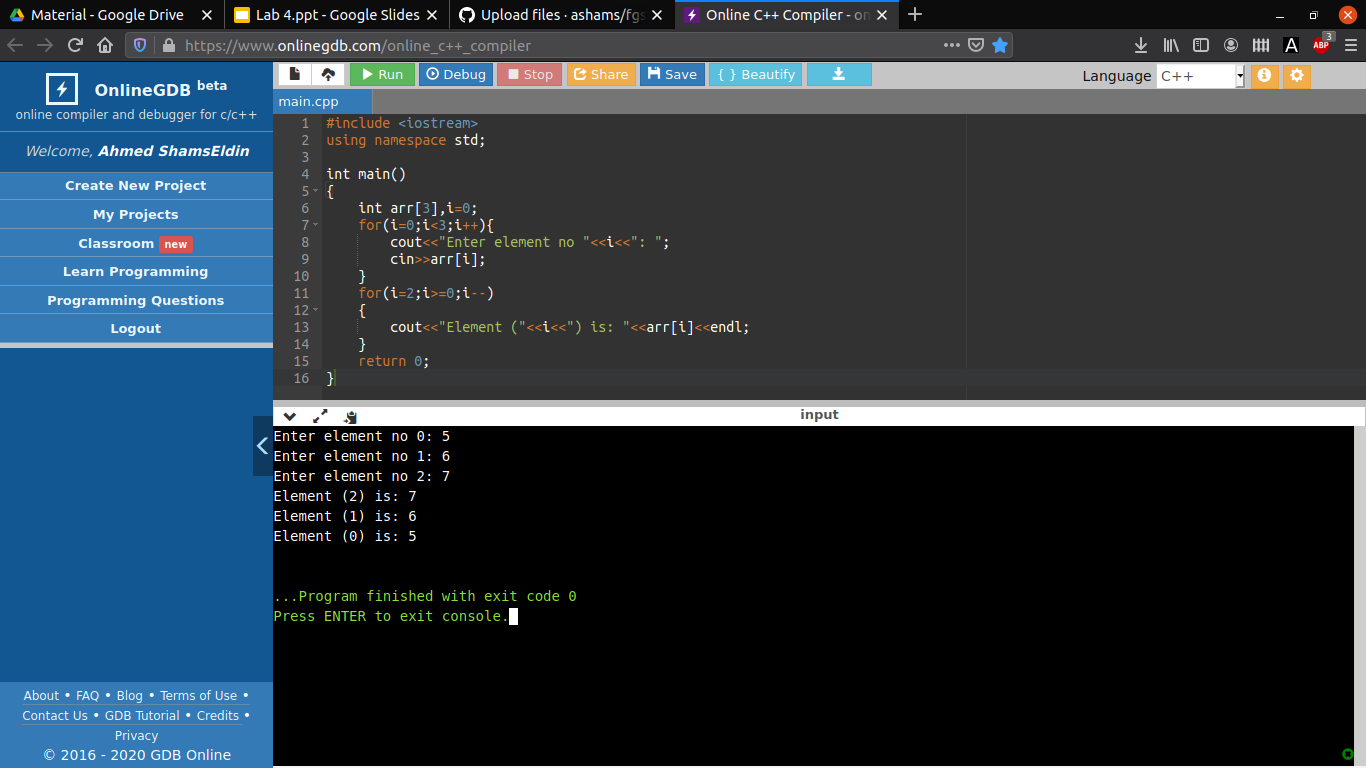 Material - Google Drive
Lab 4.ppt - Google Slides
Upload files · ashams/fgs
Online C++ Compiler - on
https://www.onlinegdb.com/online_c++_compiler
ABP
3
OnlineGDB beta
online compiler and debugger for c/c++
Welcome, Ahmed ShamsEldin
Create New Project
My Projects
Classroom new
Learn Programming
Programming Questions
Logout
Run
Debug
Stop
Share
Save
{ } Beautify
Language C++
main.cpp
1 #include <iostream>
2 using namespace std;
3
4 int main()
5 {
6     int arr[3],i=0;
7     for(i=0;i<3;i++){
8         cout<<"Enter element no "<<i<<": ";
9         cin>>arr[i];
10     }
11     for(i=2;i>=0;i--)
12     {
13         cout<<"Element ("<<i<<") is: "<<arr[i]<<endl;
14     }
15     return 0;
16 }
input
Enter element no 0: 5
Enter element no 1: 6
Enter element no 2: 7
Element (2) is: 7
Element (1) is: 6
Element (0) is: 5
...Program finished with exit code 0
Press ENTER to exit console.
About • FAQ • Blog • Terms of Use •
Contact Us • GDB Tutorial • Credits •
Privacy
© 2016 - 2020 GDB Online